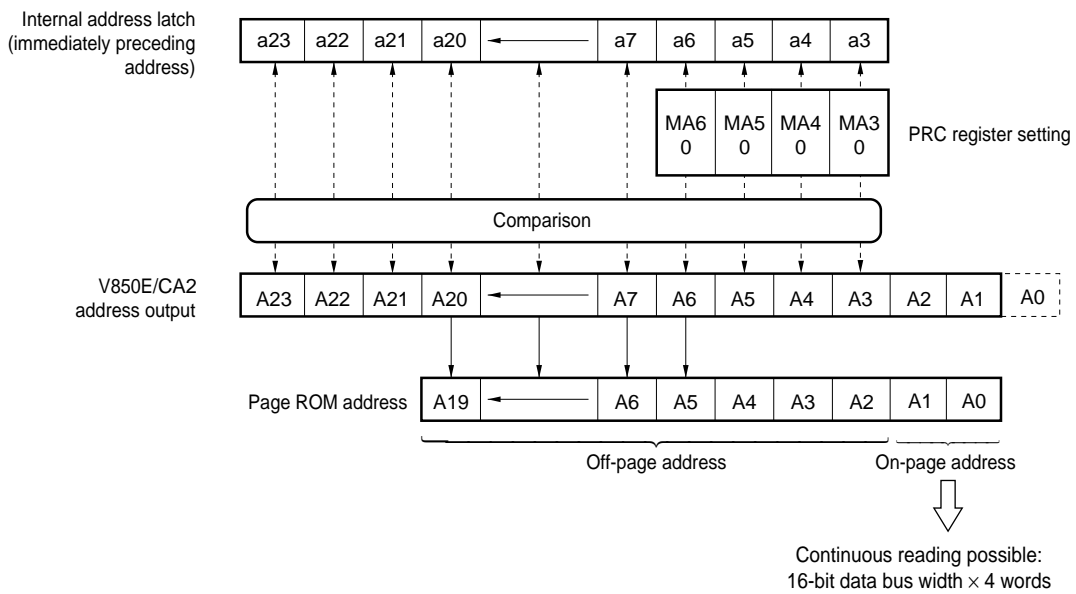 Internal address latch
(immediately preceding
address)
a23 a22 a21 a20 a7 a6 a5 a4 a3
MA6 MA5 MA4 MA3
0 0 0 0
PRC register setting
Comparison
V850E/CA2
address output
A23 A22 A21 A20 A7 A6 A5 A4 A3 A2 A1 A0
Page ROM address
A19 A6 A5 A4 A3 A2 A1 A0
Off-page address
On-page address
Continuous reading possible:
16-bit data bus width × 4 words